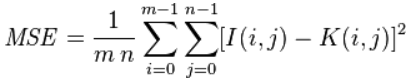 MSE = \frac{1}{m\,n} \sum_{i=0}^{m-1} \sum_{j=0}^{n-1} [I(i,j) - K(i,j)]^2